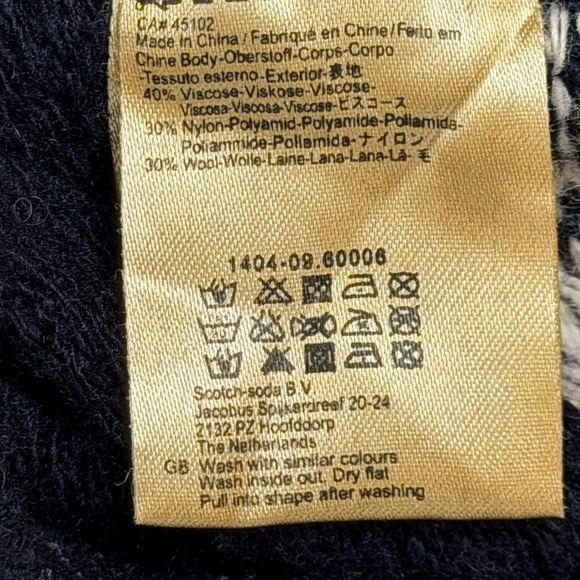 CA# 45102
Made in China / Fabriqué en Chine / Feito em
Chine Body-Oberstoff-Corps-Corpo
-Tessuto esterno-Exterior-表地
40% Viscose-Viskose-Viscose-
Viscosa-Viscosa-Viscose-ビスコース
30% Nylon-Polyamid-Polyamide-Poliamida-
Poliammide-Poliamida-ナイロン
30% Wool-Wolle-Laine-Lana-Lana-Lã- 毛
1404-09.60006
Scotch-soda B.V
Jacobus Spijkerdreef 20-24
2132 PZ Hoofddorp
The Netherlands
GB Wash with similar colours
Wash inside out. Dry flat
Pull into shape after washing